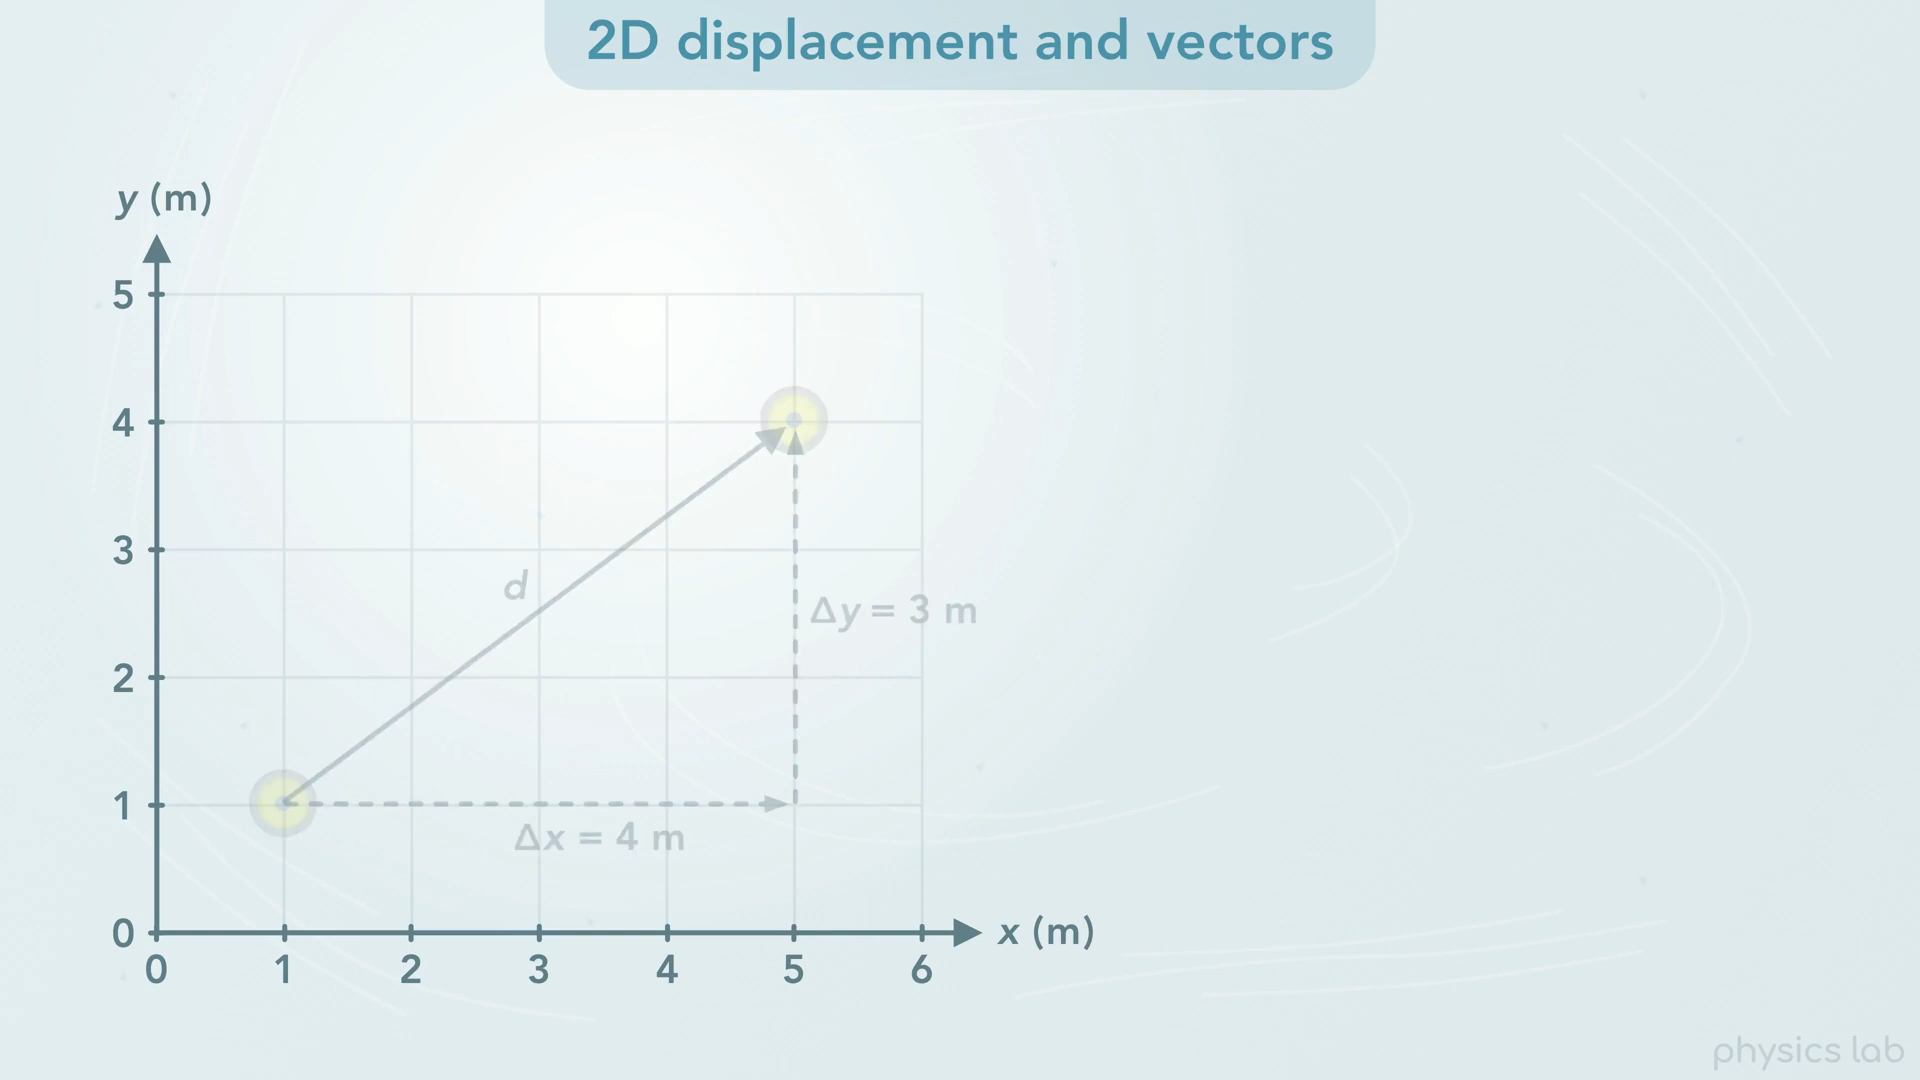 2D displacement and vectors
y (m)
5
4
3
2
1
0
d
Δy = 3 m
Δx = 4 m
0 1 2 3 4 5 6
x (m)
physics lab